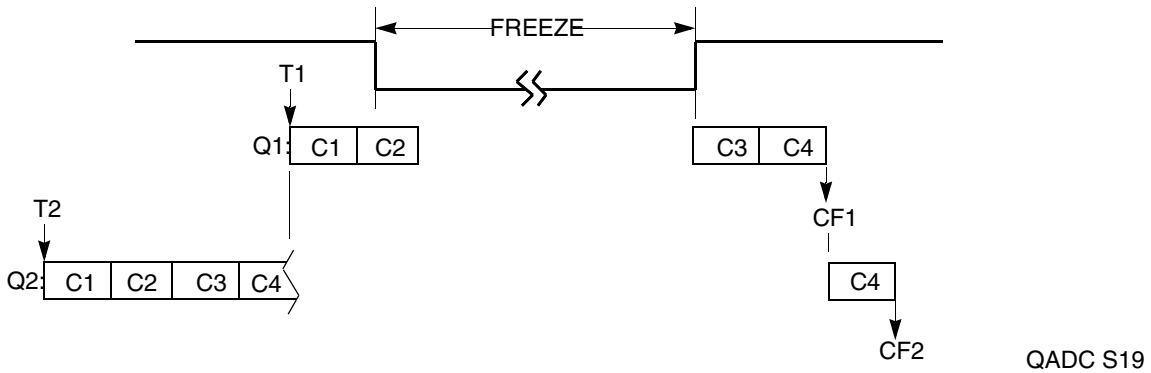 FREEZE
T1
Q1: C1 C2 C3 C4
T2
CF1
Q2: C1 C2 C3 C4 C4
CF2
QADC S19